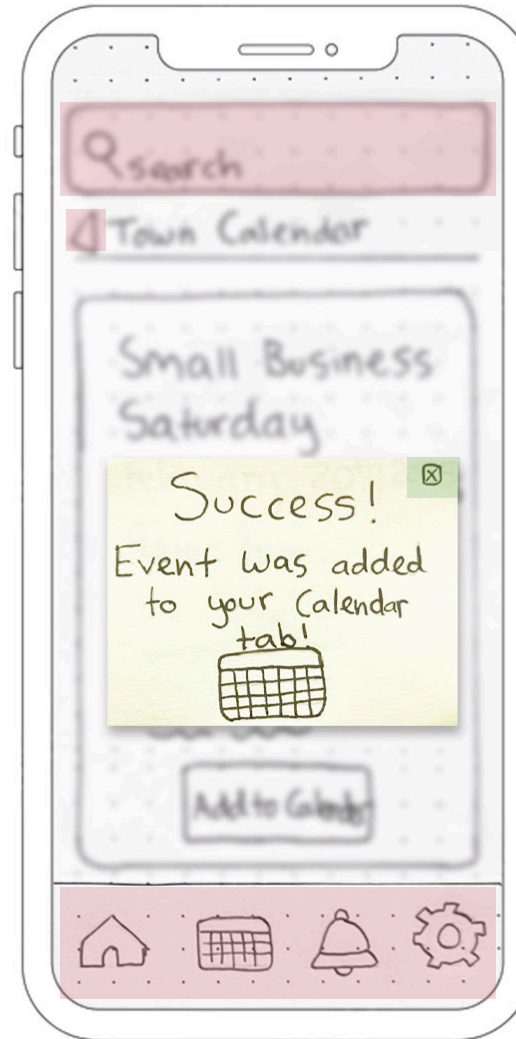 search
Town Calendar
Small Business
Saturday
Success!
Event was added
to your Calendar
tab!
Add to Calendar